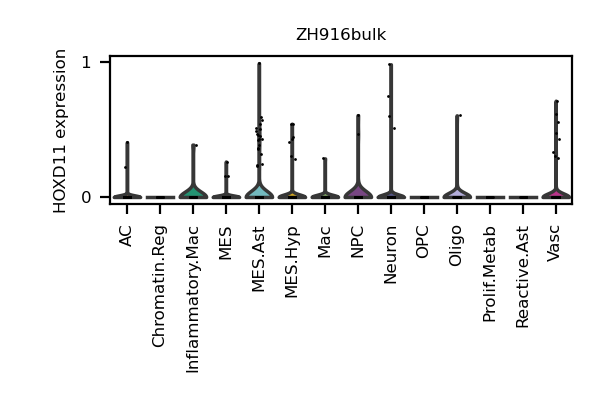 ZH916bulk
HOXD11 expression
1
0
AC
Chromatin.Reg
Inflammatory.Mac
MES
MES.Ast
MES.Hyp
Mac
NPC
Neuron
OPC
Oligo
Prolif.Metab
Reactive.Ast
Vasc